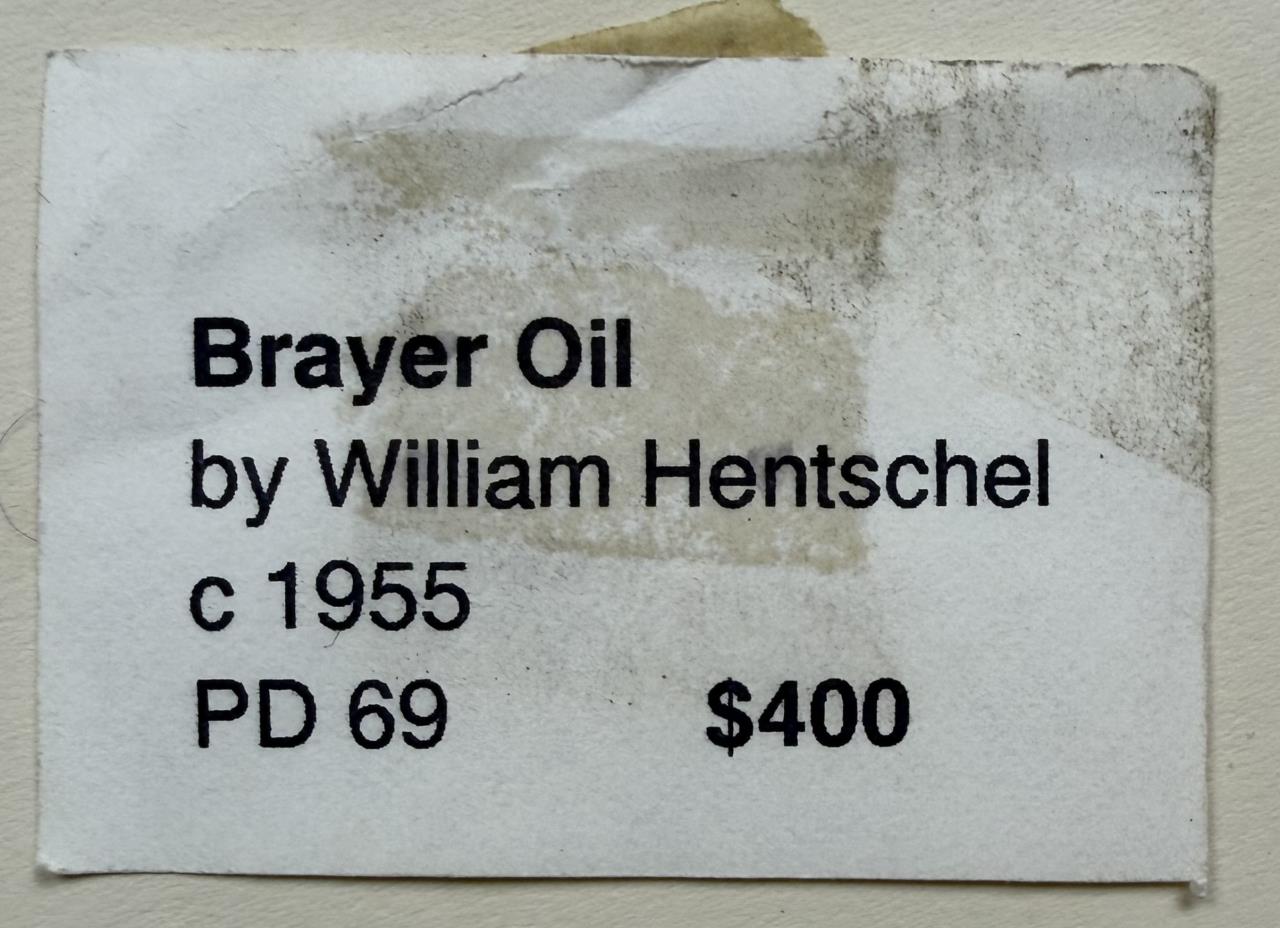 Brayer Oil
by William Hentschel
c 1955
PD 69 $400